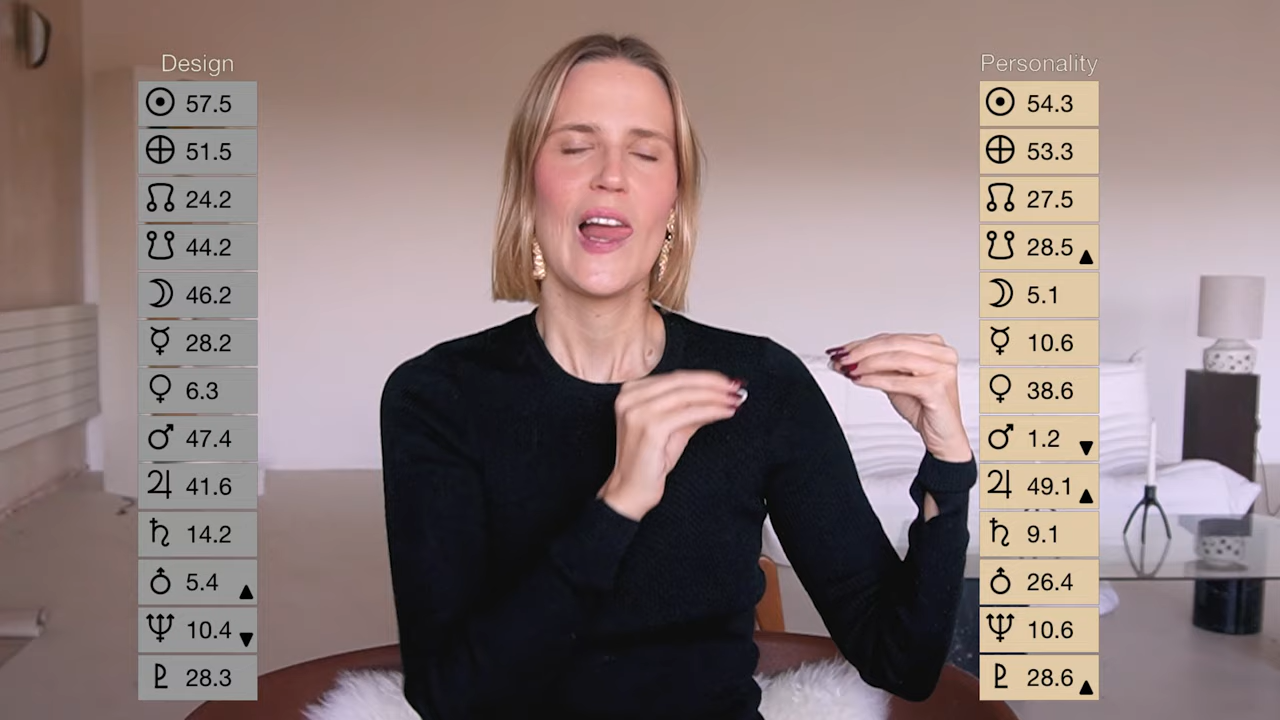 Design
☉ 57.5
⊕ 51.5
☊ 24.2
☋ 44.2
☽ 46.2
☿ 28.2
♀ 6.3
♂ 47.4
♃ 41.6
♄ 14.2
⛢ 5.4 ▲
♆ 10.4 ▼
♇ 28.3
Personality
☉ 54.3
⊕ 53.3
☊ 27.5
☋ 28.5 ▲
☽ 5.1
☿ 10.6
♀ 38.6
♂ 1.2 ▼
♃ 49.1 ▲
♄ 9.1
⛢ 26.4
♆ 10.6
♇ 28.6 ▲